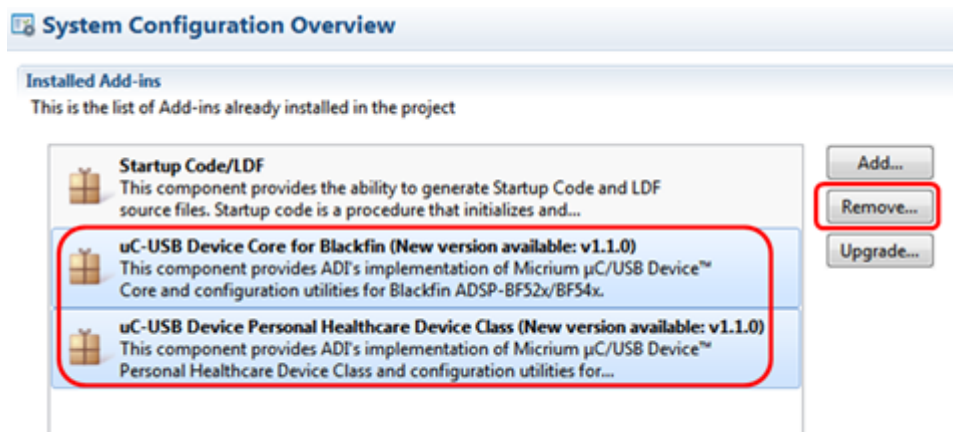 System Configuration Overview
Installed Add-ins
This is the list of Add-ins already installed in the project
Startup Code/LDF
This component provides the ability to generate Startup Code and LDF
source files. Startup code is a procedure that initializes and...
uC-USB Device Core for Blackfin (New version available: v1.1.0)
This component provides ADI's implementation of Micrium µC/USB Device™
Core and configuration utilities for Blackfin ADSP-BF52x/BF54x.
uC-USB Device Personal Healthcare Device Class (New version available: v1.1.0)
This component provides ADI's implementation of Micrium µC/USB Device™
Personal Healthcare Device Class and configuration utilities for...
Add...
Remove...
Upgrade...